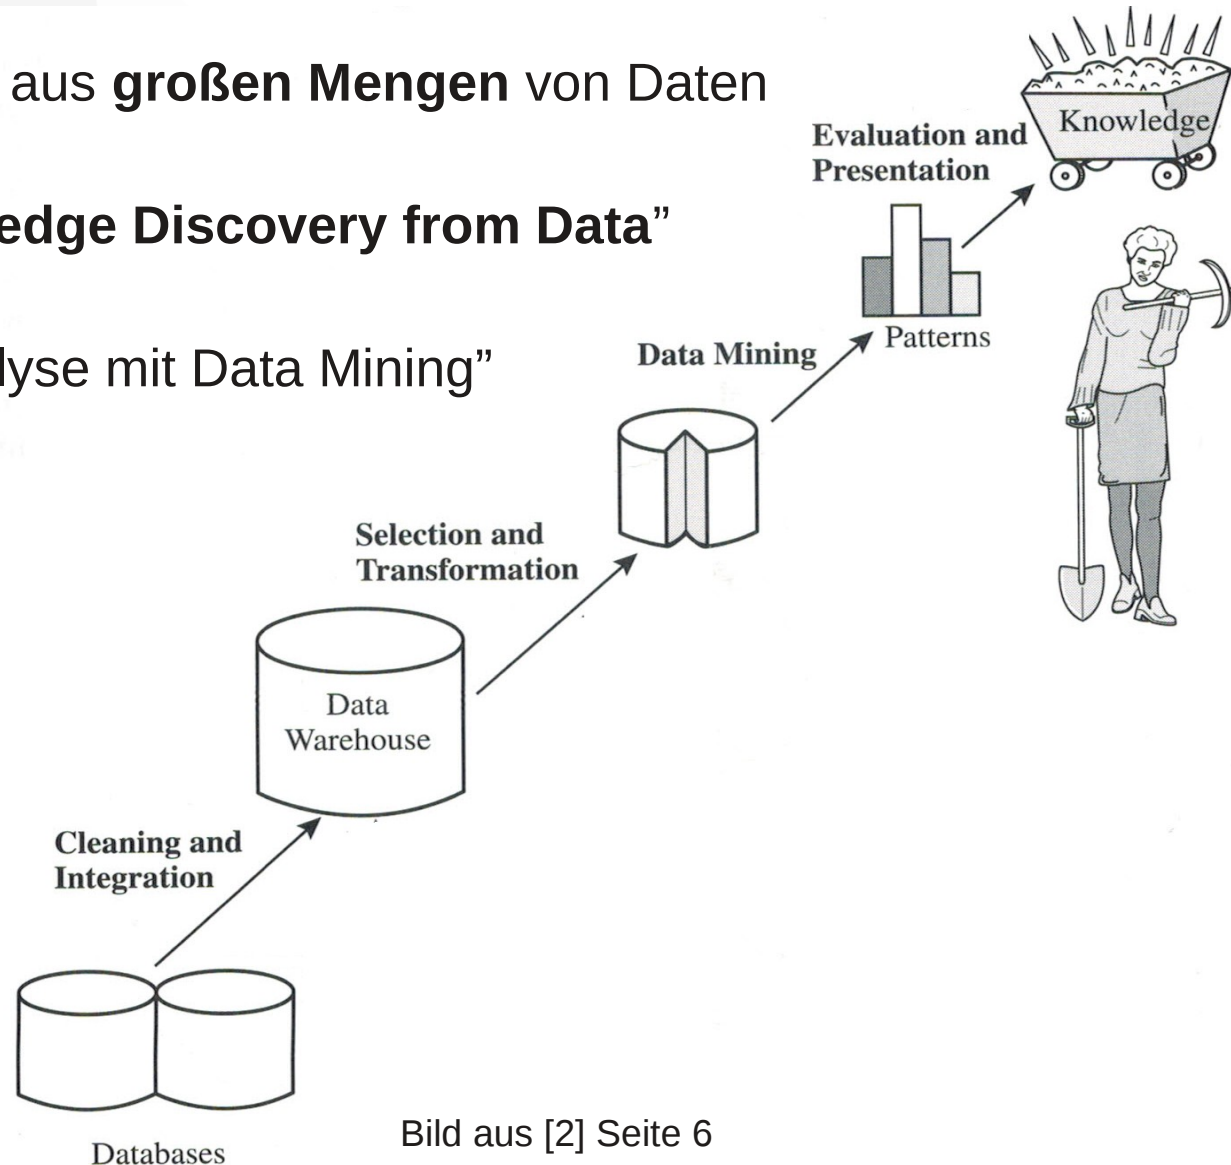 aus großen Mengen von Daten
Knowledge
Evaluation and
Presentation
edge Discovery from Data”
Patterns
Data Mining
lyse mit Data Mining”
Selection and
Transformation
Data
Warehouse
Cleaning and
Integration
Bild aus [2] Seite 6
Databases